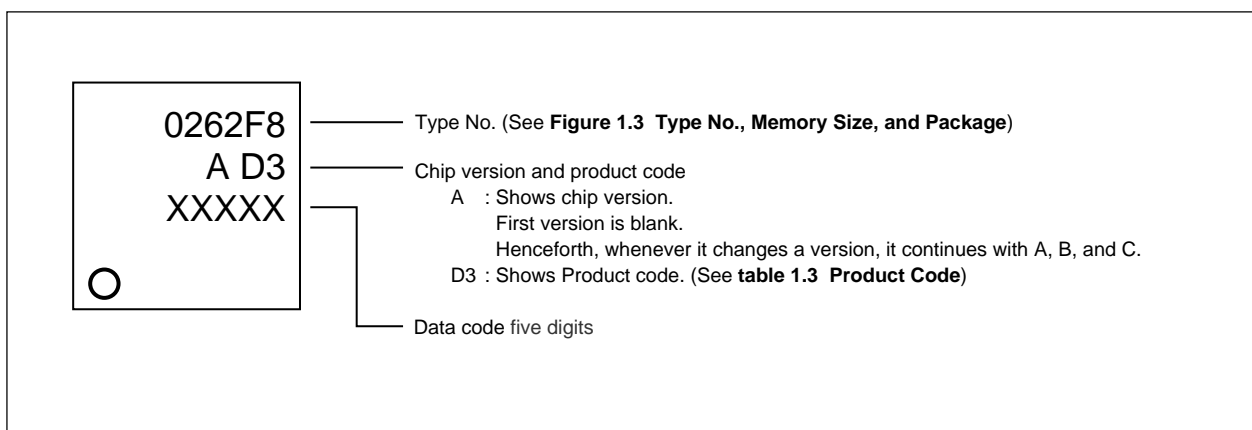 0262F8
A D3
XXXXX
Type No. (See Figure 1.3 Type No., Memory Size, and Package)
Chip version and product code
A : Shows chip version.
First version is blank.
Henceforth, whenever it changes a version, it continues with A, B, and C.
D3 : Shows Product code. (See table 1.3 Product Code)
Data code five digits